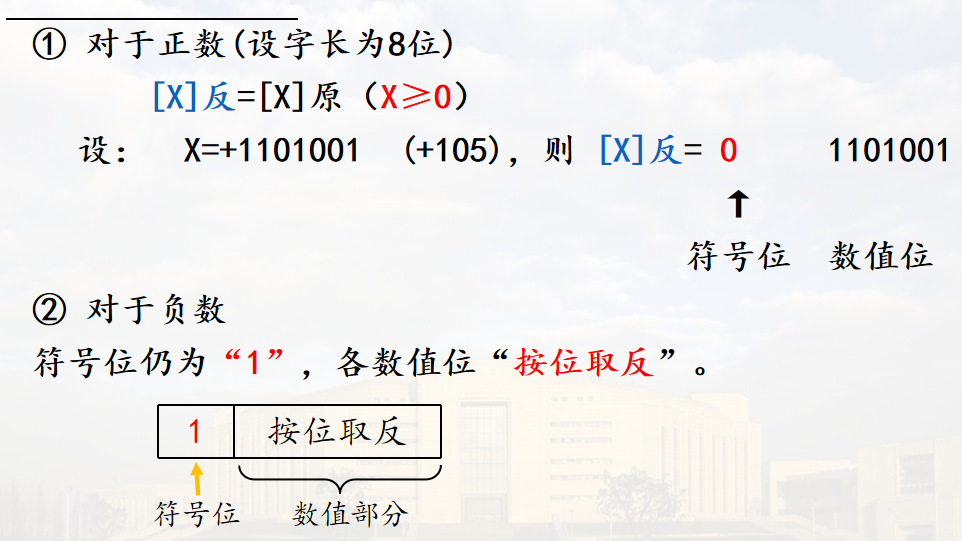 ① 对于正数(设字长为8位)
[X]反=[X]原（X≥0）
设： X=+1101001 (+105), 则 [X]反= 0 1101001
↑
符号位 数值位
② 对于负数
符号位仍为“1”，各数值位“按位取反”。
1 按位取反
符号位 数值部分